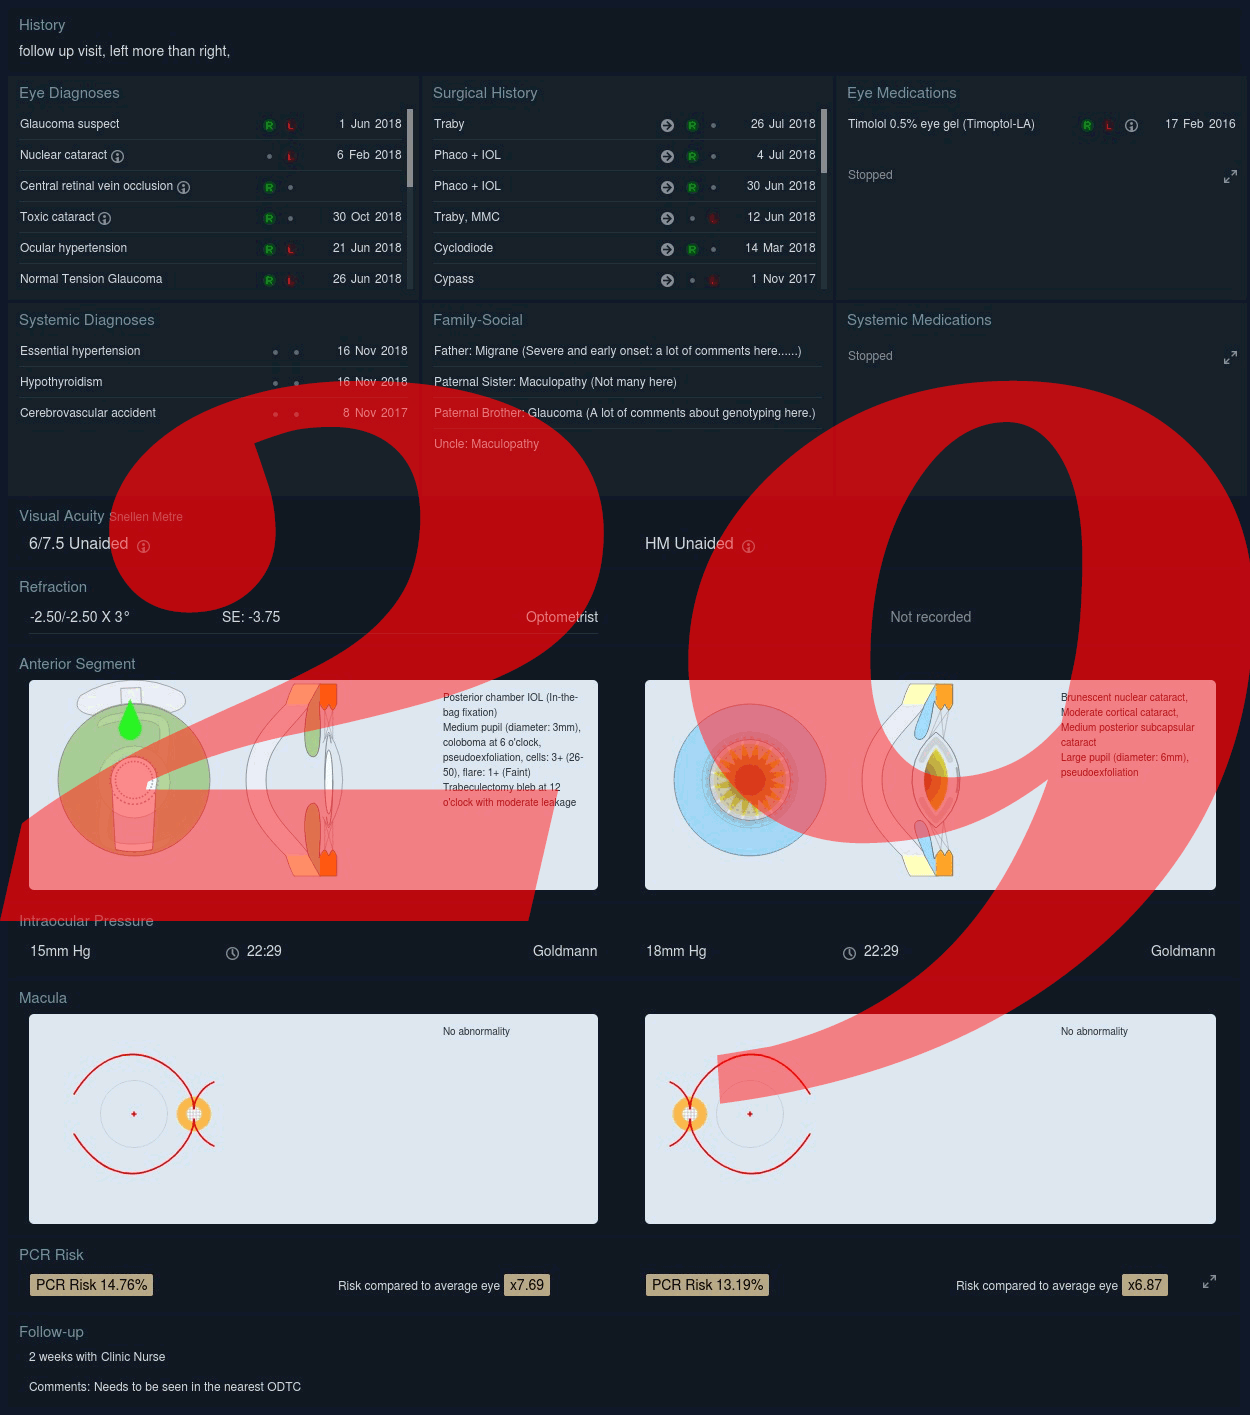 History
follow up visit, left more than right,
Eye Diagnoses
Glaucoma suspect R L 1 Jun 2018
Nuclear cataract L 6 Feb 2018
Central retinal vein occlusion R
Toxic cataract R 30 Oct 2018
Ocular hypertension R L 21 Jun 2018
Normal Tension Glaucoma R L 26 Jun 2018
Surgical History
Traby R 26 Jul 2018
Phaco + IOL R 4 Jul 2018
Phaco + IOL R 30 Jun 2018
Traby, MMC L 12 Jun 2018
Cyclodiode R 14 Mar 2018
Cypass L 1 Nov 2017
Eye Medications
Timolol 0.5% eye gel (Timoptol-LA) R L 17 Feb 2016
Stopped
Systemic Diagnoses
Essential hypertension 16 Nov 2018
Hypothyroidism 16 Nov 2018
Cerebrovascular accident 8 Nov 2017
Family-Social
Father: Migrane (Severe and early onset: a lot of comments here......)
Paternal Sister: Maculopathy (Not many here)
Paternal Brother: Glaucoma (A lot of comments about genotyping here.)
Uncle: Maculopathy
Systemic Medications
Stopped
29
Visual Acuity Snellen Metre
6/7.5 Unaided
HM Unaided
Refraction
-2.50/-2.50 X 3° SE: -3.75 Optometrist
Not recorded
Anterior Segment
Posterior chamber IOL (In-the-
bag fixation)
Medium pupil (diameter: 3mm),
coloboma at 6 o'clock,
pseudoexfoliation, cells: 3+ (26-
50), flare: 1+ (Faint)
Trabeculectomy bleb at 12
o'clock with moderate leakage
Brunescent nuclear cataract,
Moderate cortical cataract,
Medium posterior subcapsular
cataract
Large pupil (diameter: 6mm),
pseudoexfoliation
Intraocular Pressure
15mm Hg 22:29 Goldmann
18mm Hg 22:29 Goldmann
Macula
No abnormality
No abnormality
PCR Risk
PCR Risk 14.76% Risk compared to average eye x7.69
PCR Risk 13.19% Risk compared to average eye x6.87
Follow-up
2 weeks with Clinic Nurse
Comments: Needs to be seen in the nearest ODTC